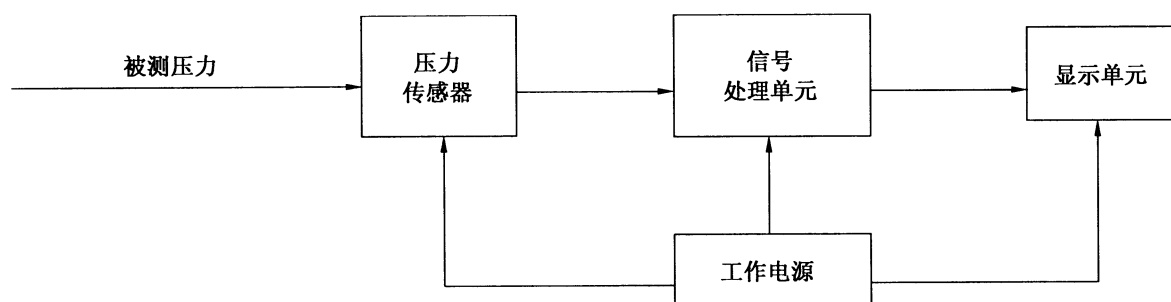 被测压力
压力
传感器
信号
处理单元
显示单元
工作电源